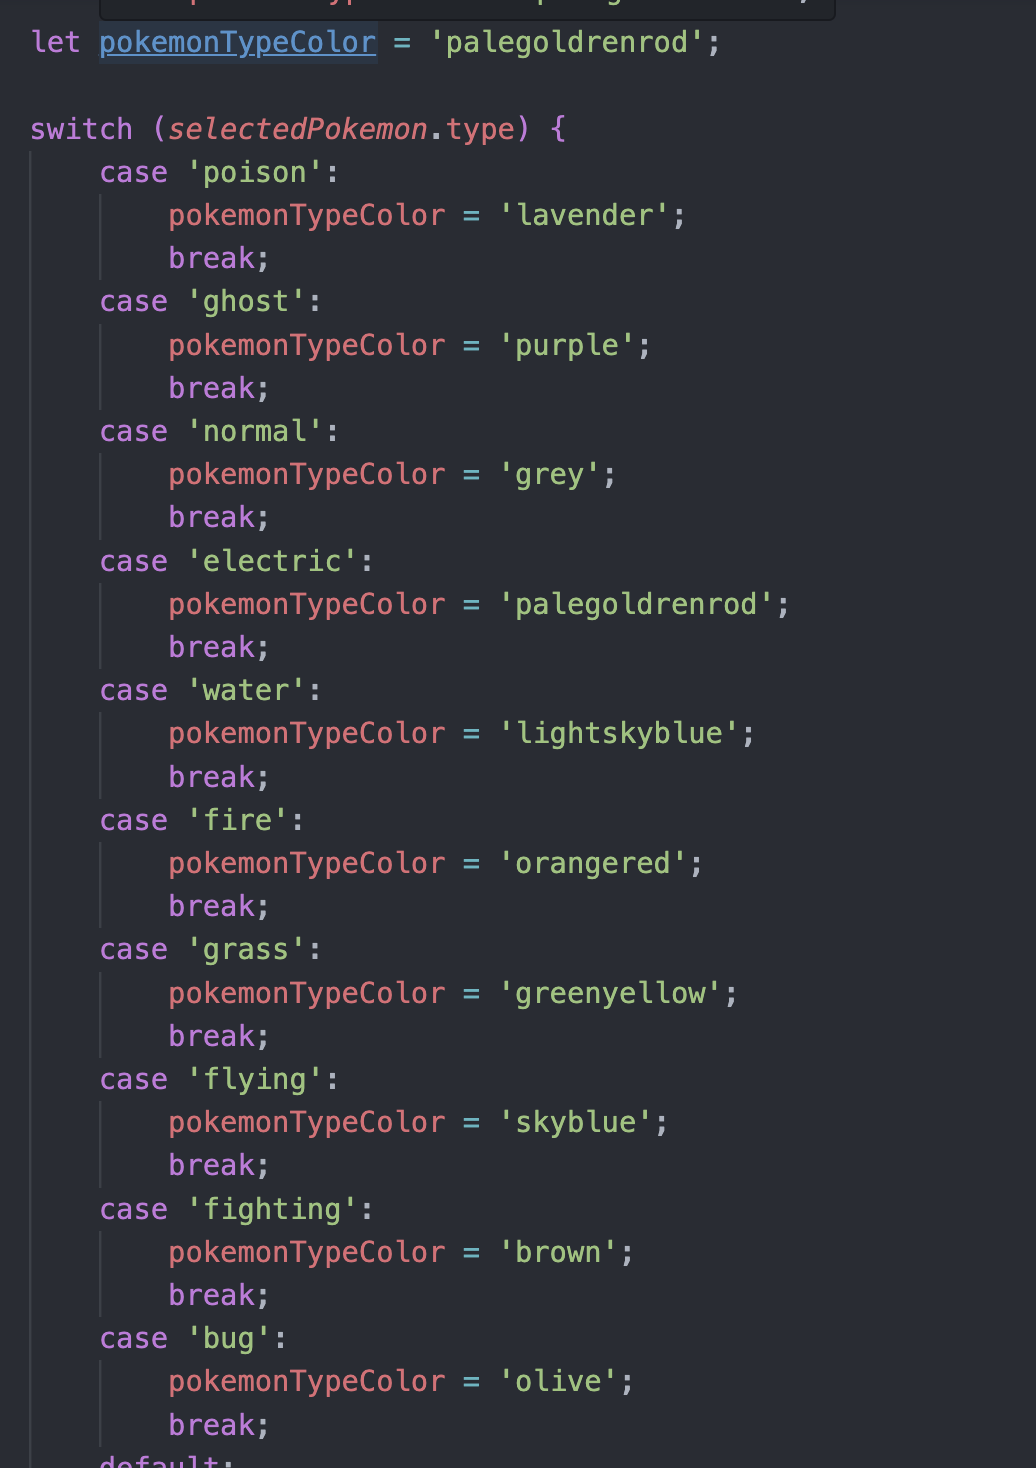 let pokemonTypeColor = 'palegoldrenrod';
switch (selectedPokemon.type) {
case 'poison':
pokemonTypeColor = 'lavender';
break;
case 'ghost':
pokemonTypeColor = 'purple';
break;
case 'normal':
pokemonTypeColor = 'grey';
break;
case 'electric':
pokemonTypeColor = 'palegoldrenrod';
break;
case 'water':
pokemonTypeColor = 'lightskyblue';
break;
case 'fire':
pokemonTypeColor = 'orangered';
break;
case 'grass':
pokemonTypeColor = 'greenyellow';
break;
case 'flying':
pokemonTypeColor = 'skyblue';
break;
case 'fighting':
pokemonTypeColor = 'brown';
break;
case 'bug':
pokemonTypeColor = 'olive';
break;
default: